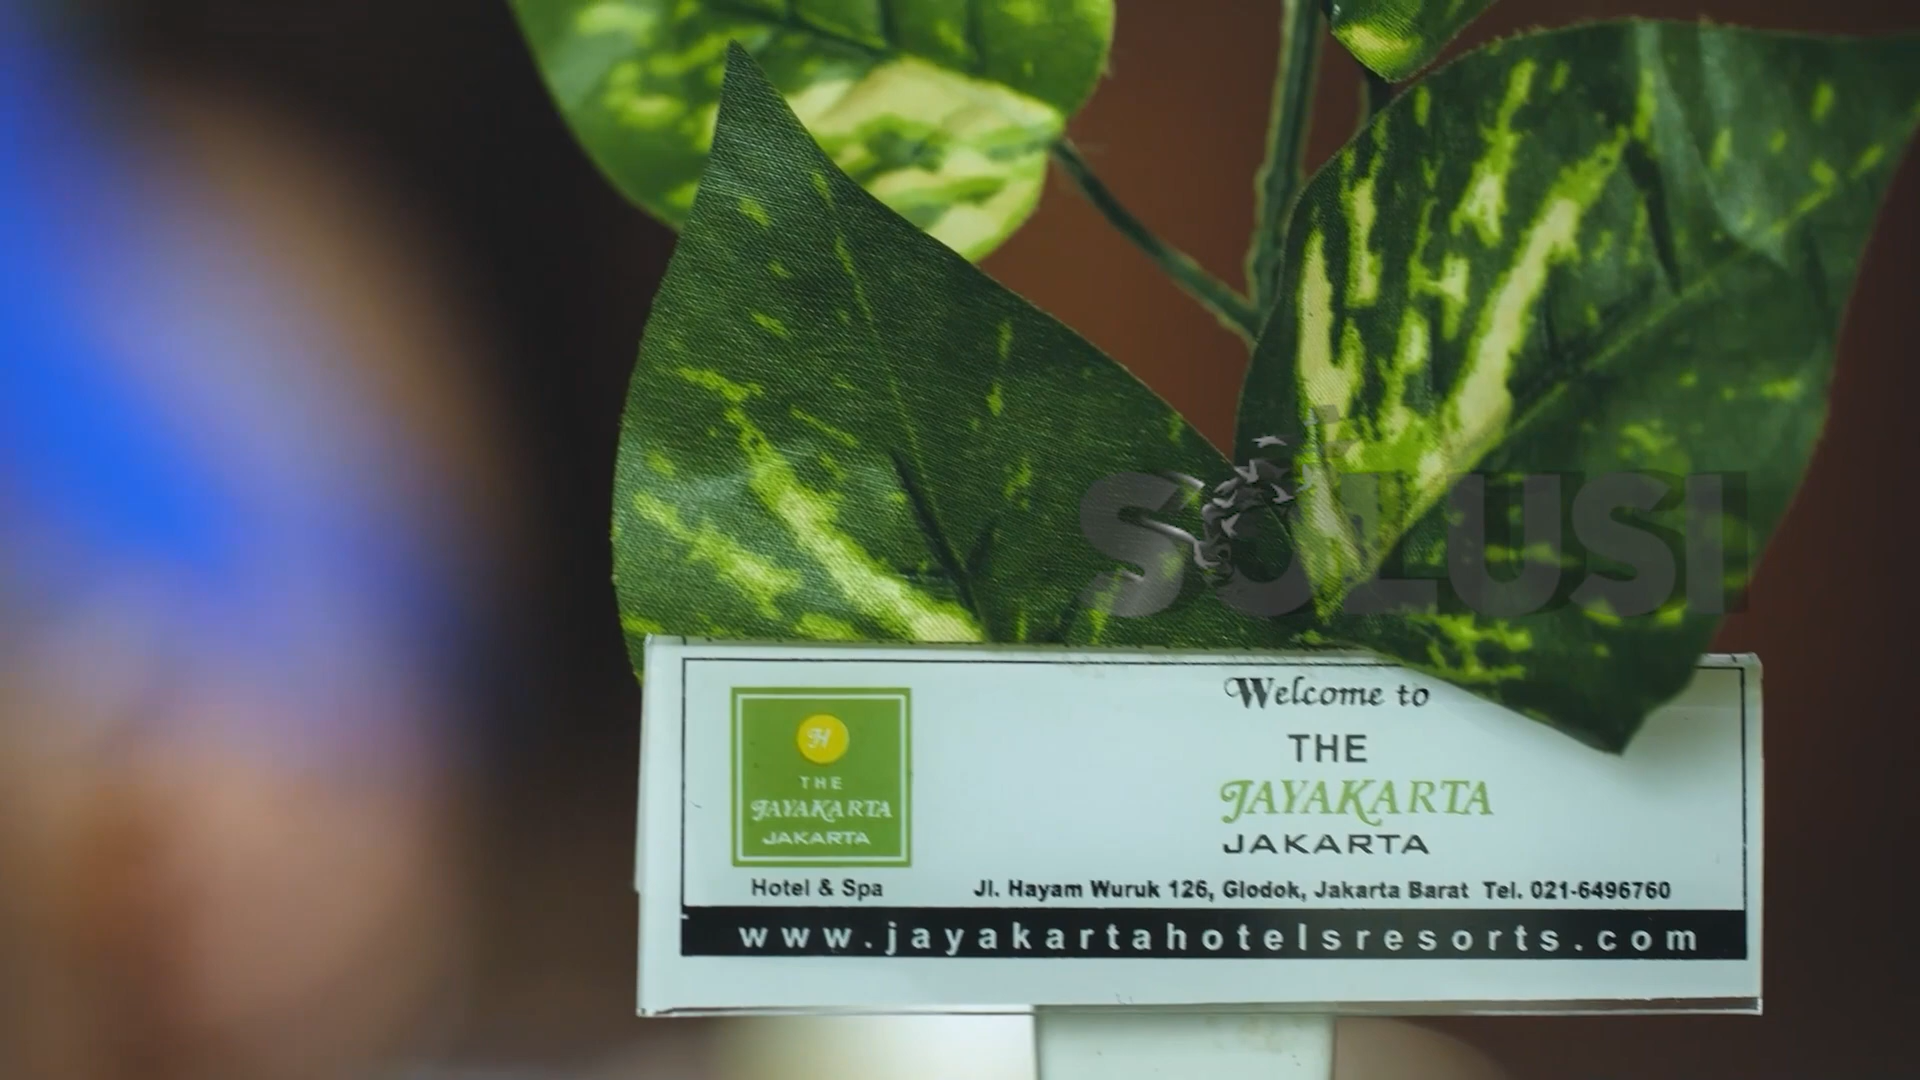 SOLUSI
Welcome to
THE
JAYAKARTA
JAKARTA
H
THE
JAYAKARTA
JAKARTA
Hotel & Spa
Jl. Hayam Wuruk 126, Glodok, Jakarta Barat Tel. 021-6496760
www.jayakartahotelsresorts.com